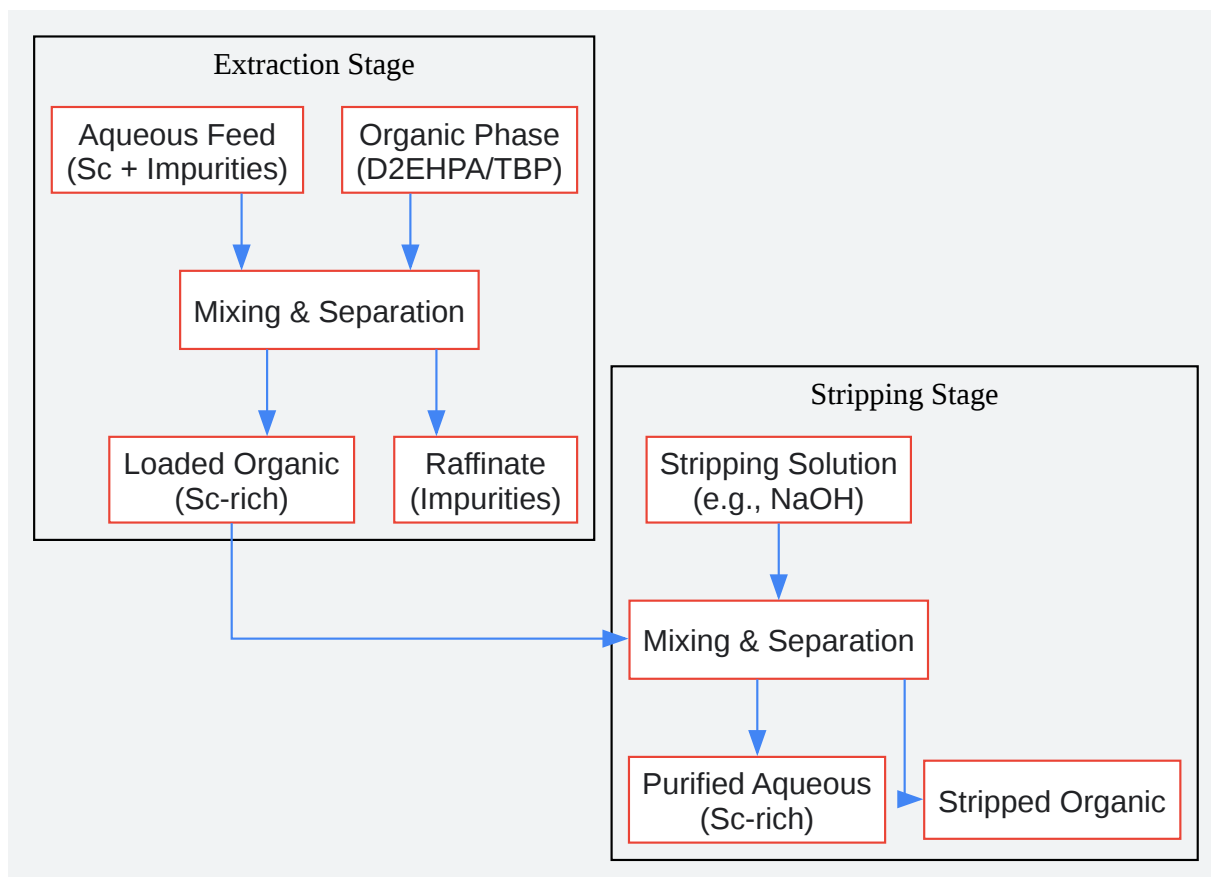 Extraction Stage
Aqueous Feed
(Sc + Impurities)
Organic Phase
(D2EHPA/TBP)
Mixing & Separation
Loaded Organic
(Sc-rich)
Raffinate
(Impurities)
Stripping Stage
Stripping Solution
(e.g., NaOH)
Mixing & Separation
Purified Aqueous
(Sc-rich)
Stripped Organic